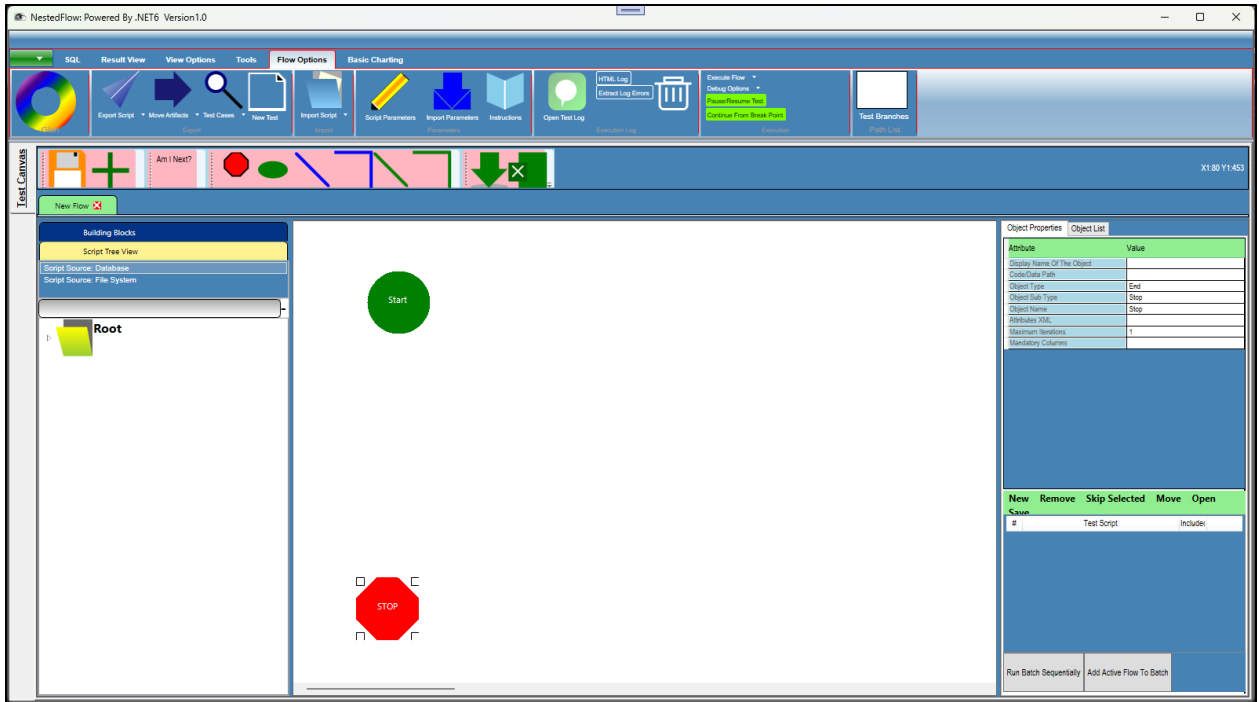 NestedFlow: Powered By .NET6 Version1.0
SQL Result View View Options Tools Flow Options Basic Charting
Export Script Move Artifacts Test Cases New Test
Export
Import Script
Import
Script Parameters Import Parameters Instructions
Parameters
Open Test Log
HTML Log
Extract Log Errors
Execution Log
Execute Flow
Debug Options
Pause/Resume Test
Continue From Break Point
Execution
Test Branches
Path List
Test Canvas
Am I Next?
X1:80 Y1:453
New Flow
Building Blocks
Script Tree View
Script Source: Database
Script Source: File System
Root
Start
STOP
Object Properties Object List
Attribute Value
Display Name Of The Object
Code/Data Path
Object Type End
Object Sub Type Stop
Object Name Stop
Attributes XML
Maximum Iterations 1
Mandatory Columns
New Remove Skip Selected Move Open
Save
# Test Script Include
Run Batch Sequentially Add Active Flow To Batch